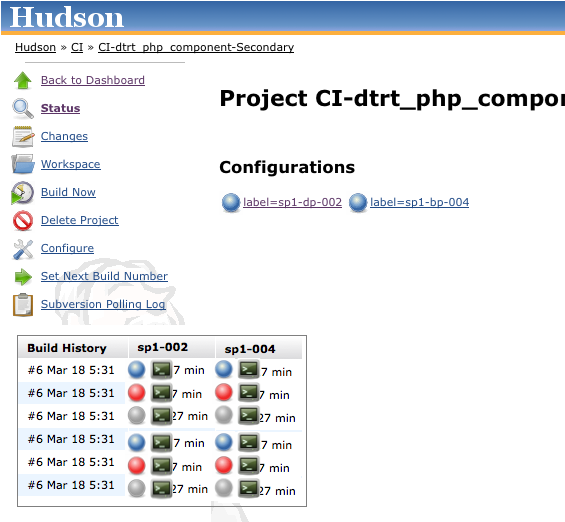 Hudson
Hudson » CI » CI-dtrt_php_component-Secondary
Back to Dashboard
Status
Changes
Workspace
Build Now
Delete Project
Configure
Set Next Build Number
Subversion Polling Log
Project CI-dtrt_php_compo
Configurations
label=sp1-dp-002 label=sp1-bp-004
Build History sp1-002 sp1-004
#6 Mar 18 5:31 >_ 7 min >_ 7 min
#6 Mar 18 5:31 >_ 7 min >_ 7 min
#6 Mar 18 5:31 >_ 27 min >_ 27 min
#6 Mar 18 5:31 >_ 7 min >_ 7 min
#6 Mar 18 5:31 >_ 7 min >_ 7 min
#6 Mar 18 5:31 >_ 27 min >_ 27 min